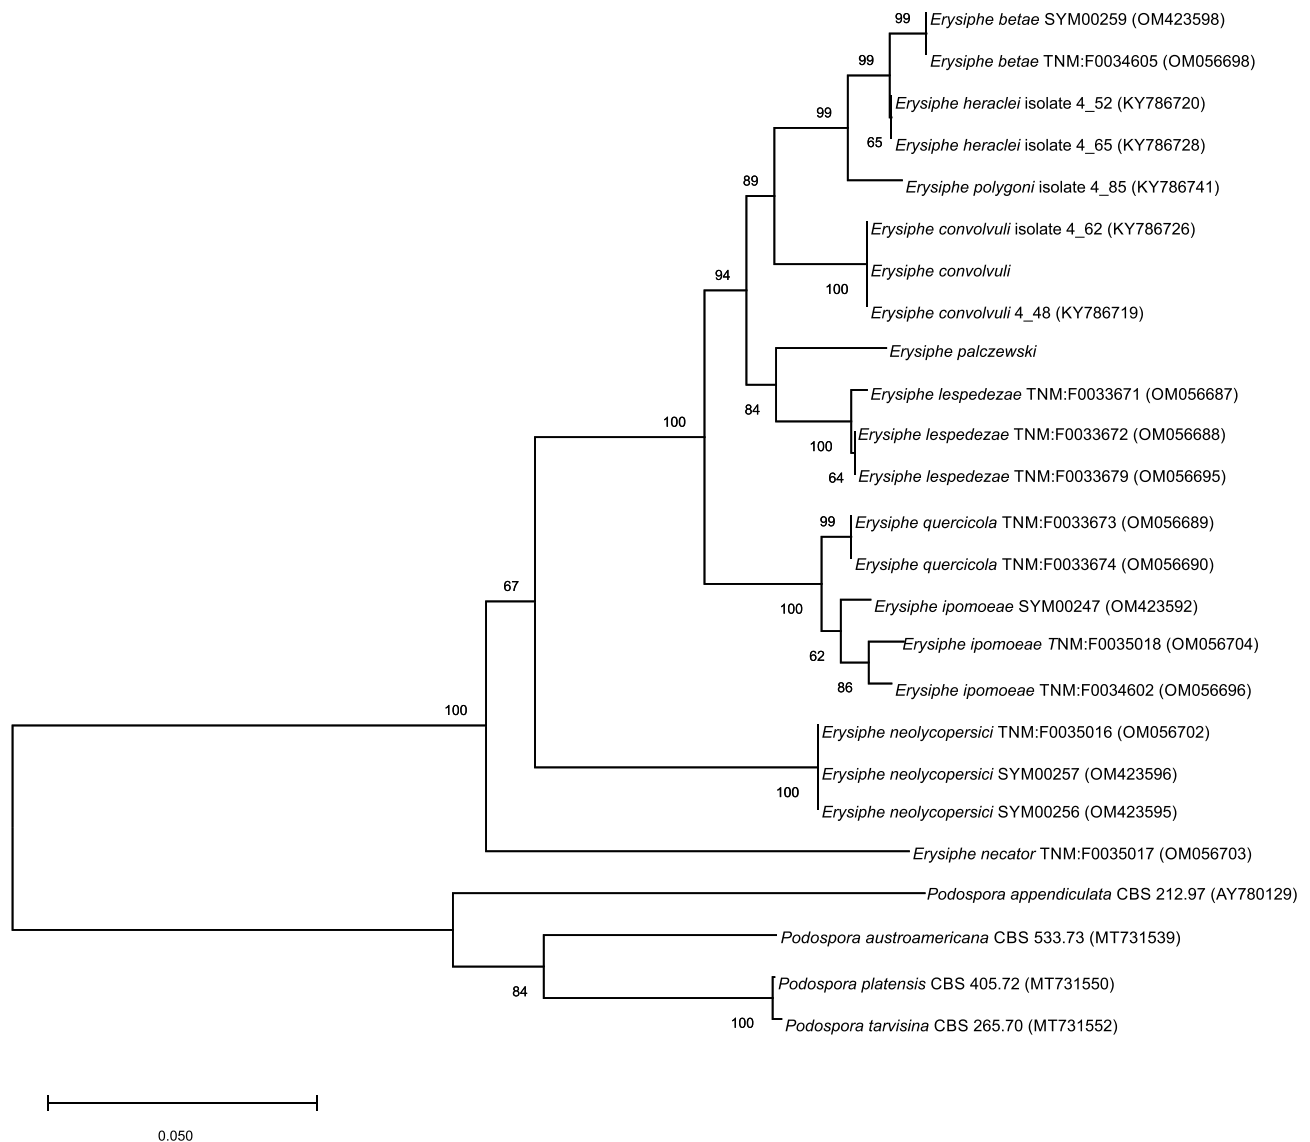 99
Erysiphe betae SYM00259 (OM423598)
99
Erysiphe betae TNM:F0034605 (OM056698)
Erysiphe heraclei isolate 4_52 (KY786720)
99
65
Erysiphe heraclei isolate 4_65 (KY786728)
89
Erysiphe polygoni isolate 4_85 (KY786741)
Erysiphe convolvuli isolate 4_62 (KY786726)
94
Erysiphe convolvuli
100
Erysiphe convolvuli 4_48 (KY786719)
Erysiphe palczewski
Erysiphe lespedezae TNM:F0033671 (OM056687)
84
100
Erysiphe lespedezae TNM:F0033672 (OM056688)
100
64
Erysiphe lespedezae TNM:F0033679 (OM056695)
99
Erysiphe quercicola TNM:F0033673 (OM056689)
Erysiphe quercicola TNM:F0033674 (OM056690)
67
100
Erysiphe ipomoeae SYM00247 (OM423592)
62
Erysiphe ipomoeae TNM:F0035018 (OM056704)
86
Erysiphe ipomoeae TNM:F0034602 (OM056696)
100
Erysiphe neolycopersici TNM:F0035016 (OM056702)
Erysiphe neolycopersici SYM00257 (OM423596)
100
Erysiphe neolycopersici SYM00256 (OM423595)
Erysiphe necator TNM:F0035017 (OM056703)
Podospora appendiculata CBS 212.97 (AY780129)
Podospora austroamericana CBS 533.73 (MT731539)
84
Podospora platensis CBS 405.72 (MT731550)
100
Podospora tarvisina CBS 265.70 (MT731552)
0.050